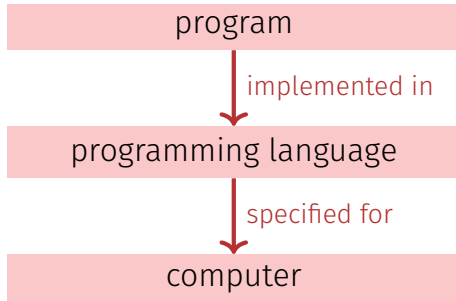 program
implemented in
programming language
specified for
computer